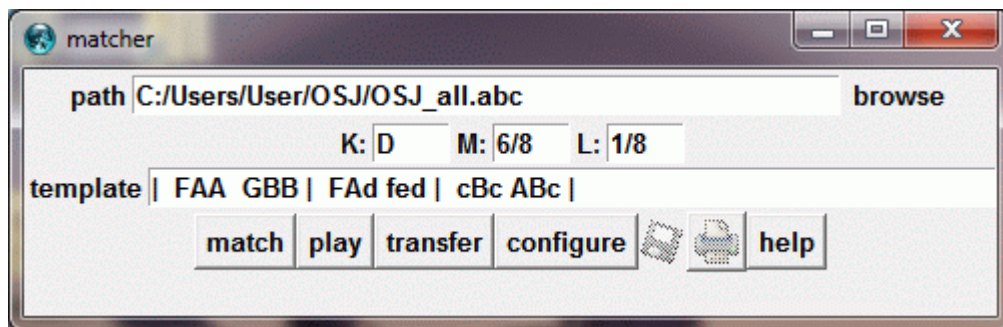 matcher
path C:/Users/User/OSJ/OSJ_all.abc browse
K: D M: 6/8 L: 1/8
template | FAA GBB | FAd fed | cBc ABc |
match play transfer configure help